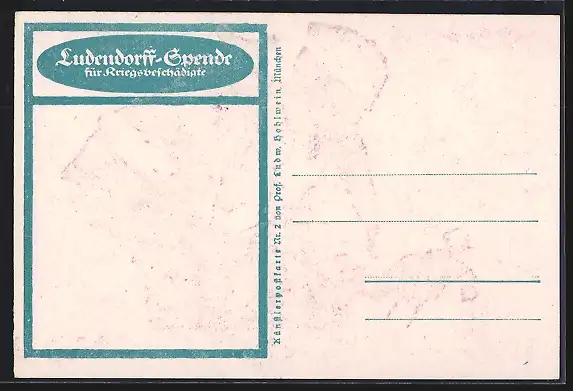 Ludendorff-Spende
für Kriegsbeschädigte
Künstlerpostkarte Nr. 2 von Prof. Ludw. Hohlwein, München